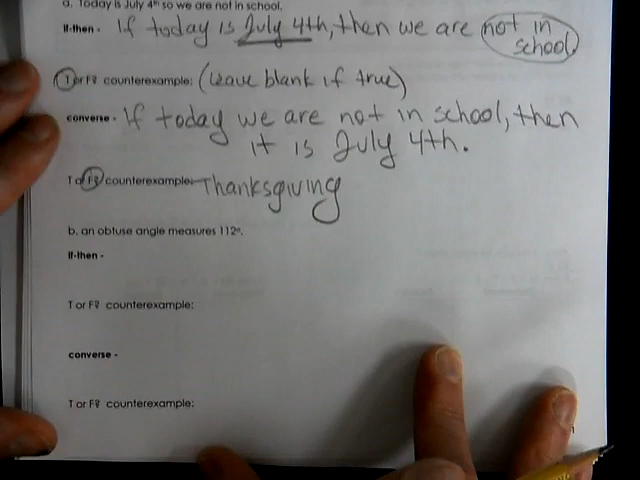 a. Today is July 4th so we are not in school.
If-then - If today is July 4th, then we are not in
school.
T or F? counterexample: (leave blank if true)
converse - If today we are not in school, then
it is July 4th.
T or F? counterexample: Thanksgiving
b. an obtuse angle measures 112°.
If-then -
T or F? counterexample:
converse -
T or F? counterexample: